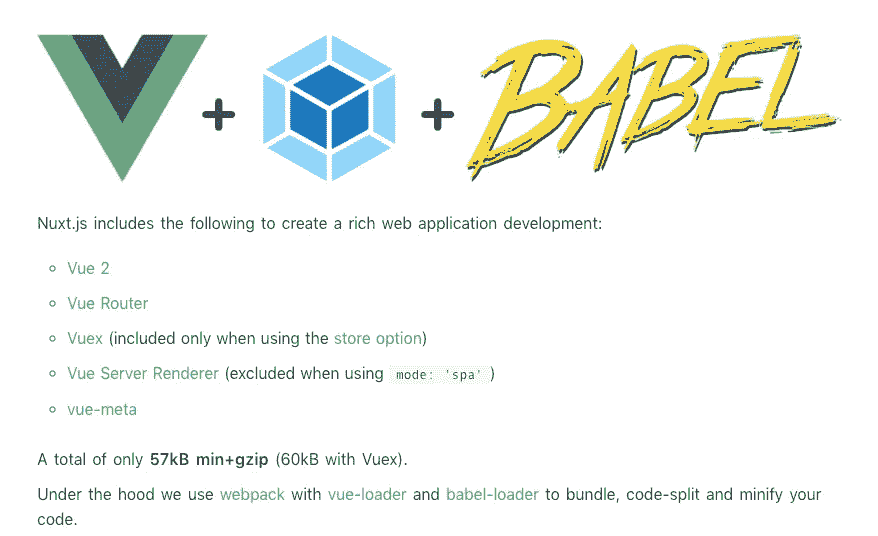 + + BABEL
Nuxt.js includes the following to create a rich web application development:
Vue 2
Vue Router
Vuex (included only when using the store option)
Vue Server Renderer (excluded when using mode: 'spa' )
vue-meta
A total of only 57kB min+gzip (60kB with Vuex).
Under the hood we use webpack with vue-loader and babel-loader to bundle, code-split and minify your
code.